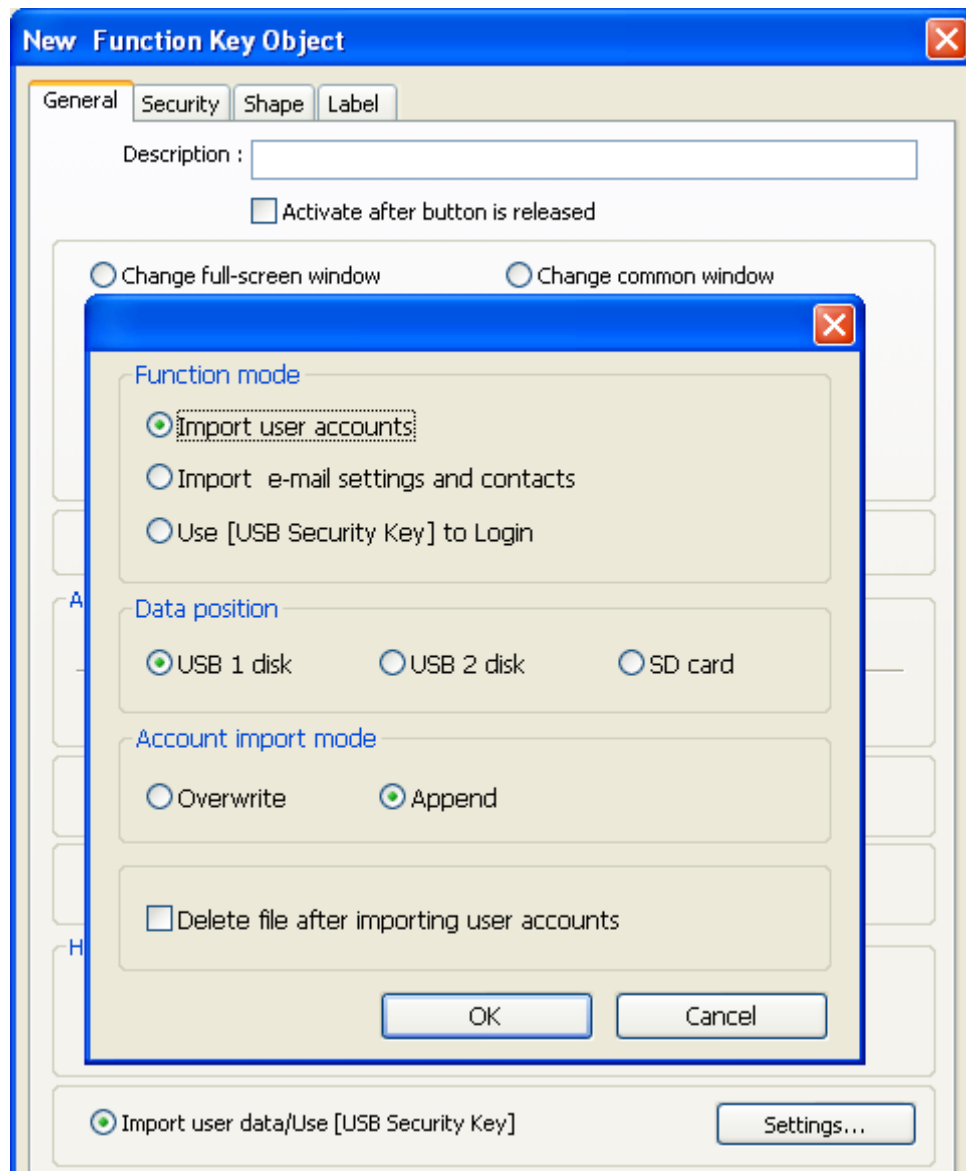 New Function Key Object
General Security Shape Label
Description :
Activate after button is released
Change full-screen window Change common window
Function mode
Import user accounts
Import e-mail settings and contacts
Use [USB Security Key] to Login
A
Data position
USB 1 disk USB 2 disk SD card
Account import mode
Overwrite Append
Delete file after importing user accounts
H
OK Cancel
Import user data/Use [USB Security Key] Settings...